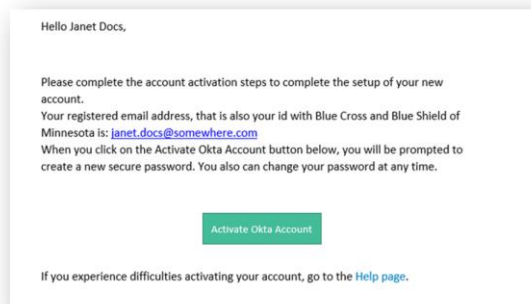 Hello Janet Docs,
Please complete the account activation steps to complete the setup of your new
account.
Your registered email address, that is also your id with Blue Cross and Blue Shield of
Minnesota is: janet.docs@somewhere.com
When you click on the Activate Okta Account button below, you will be prompted to
create a new secure password. You also can change your password at any time.
Activate Okta Account
If you experience difficulties activating your account, go to the Help page.